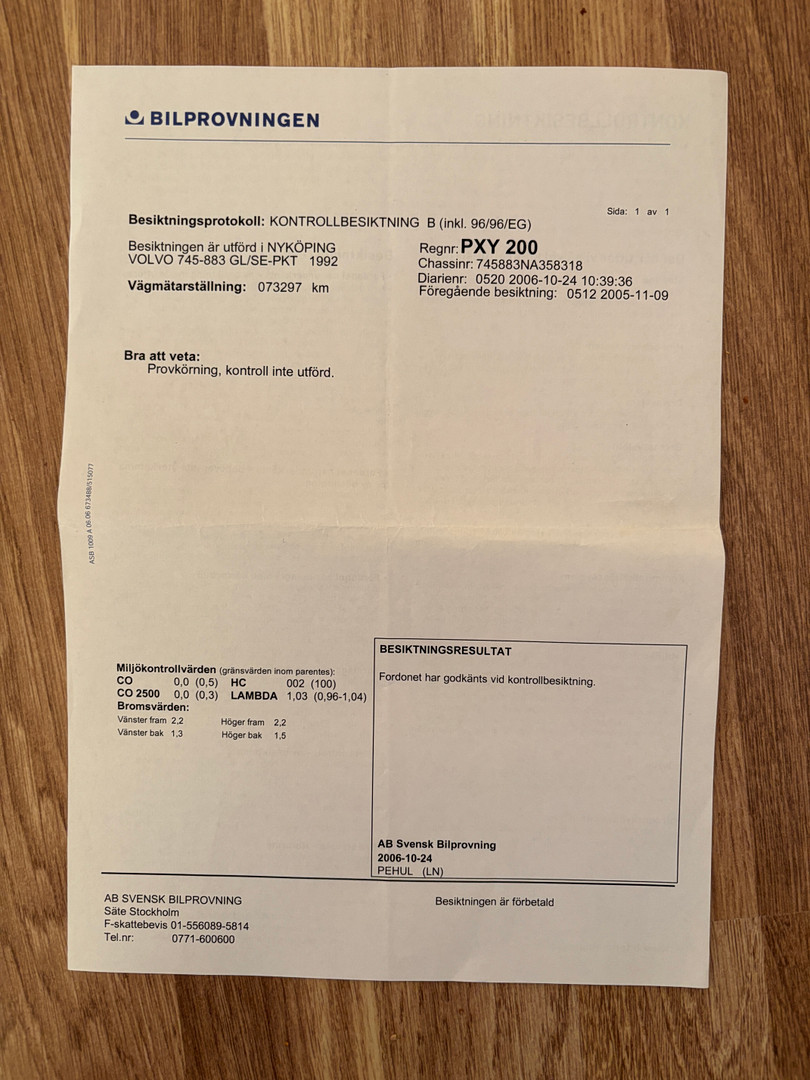 BILPROVNINGEN
Sida: 1 av 1
Besiktningsprotokoll: KONTROLLBESIKTNING B (inkl. 96/96/EG)
Besiktningen är utförd i NYKÖPING
VOLVO 745-883 GL/SE-PKT 1992
Vägmätarställning: 073297 km
Regnr: PXY 200
Chassinr: 745883NA358318
Diarienr: 0520 2006-10-24 10:39:36
Föregående besiktning: 0512 2005-11-09
Bra att veta:
Provkörning, kontroll inte utförd.
ASB 1009 A 06 06 673488/515077
Miljökontrollvärden (gränsvärden inom parentes):
CO 0,0 (0,5) HC 002 (100)
CO 2500 0,0 (0,3) LAMBDA 1,03 (0,96-1,04)
Bromsvärden:
Vänster fram 2,2 Höger fram 2,2
Vänster bak 1,3 Höger bak 1,5
BESIKTNINGSRESULTAT
Fordonet har godkänts vid kontrollbesiktning.
AB Svensk Bilprovning
2006-10-24
PEHUL (LN)
AB SVENSK BILPROVNING
Säte Stockholm
F-skattebevis 01-556089-5814
Tel.nr: 0771-600600
Besiktningen är förbetald